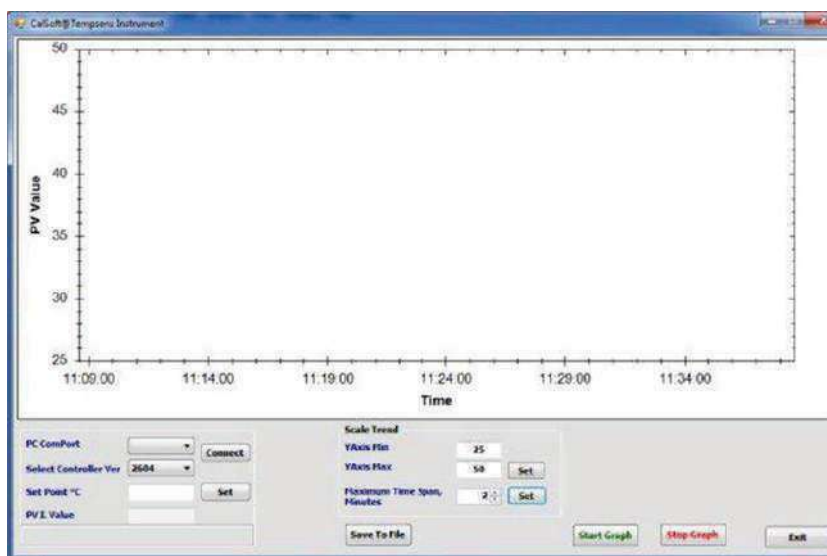 CalSoft@Tempsens Instrument
50
45
40
35
30
25
PV Value
11:09:00 11:14:00 11:19:00 11:24:00 11:29:00 11:34:00
Time
PC ComPort
Connect
Select Controller Ver 2604
Set Point °C Set
PV1 Value
Scale Trend
YAxis Min 25
YAxis Max 50 Set
Maximum Time Span, Minutes 2 Set
Save To File
Start Graph
Stop Graph
Exit